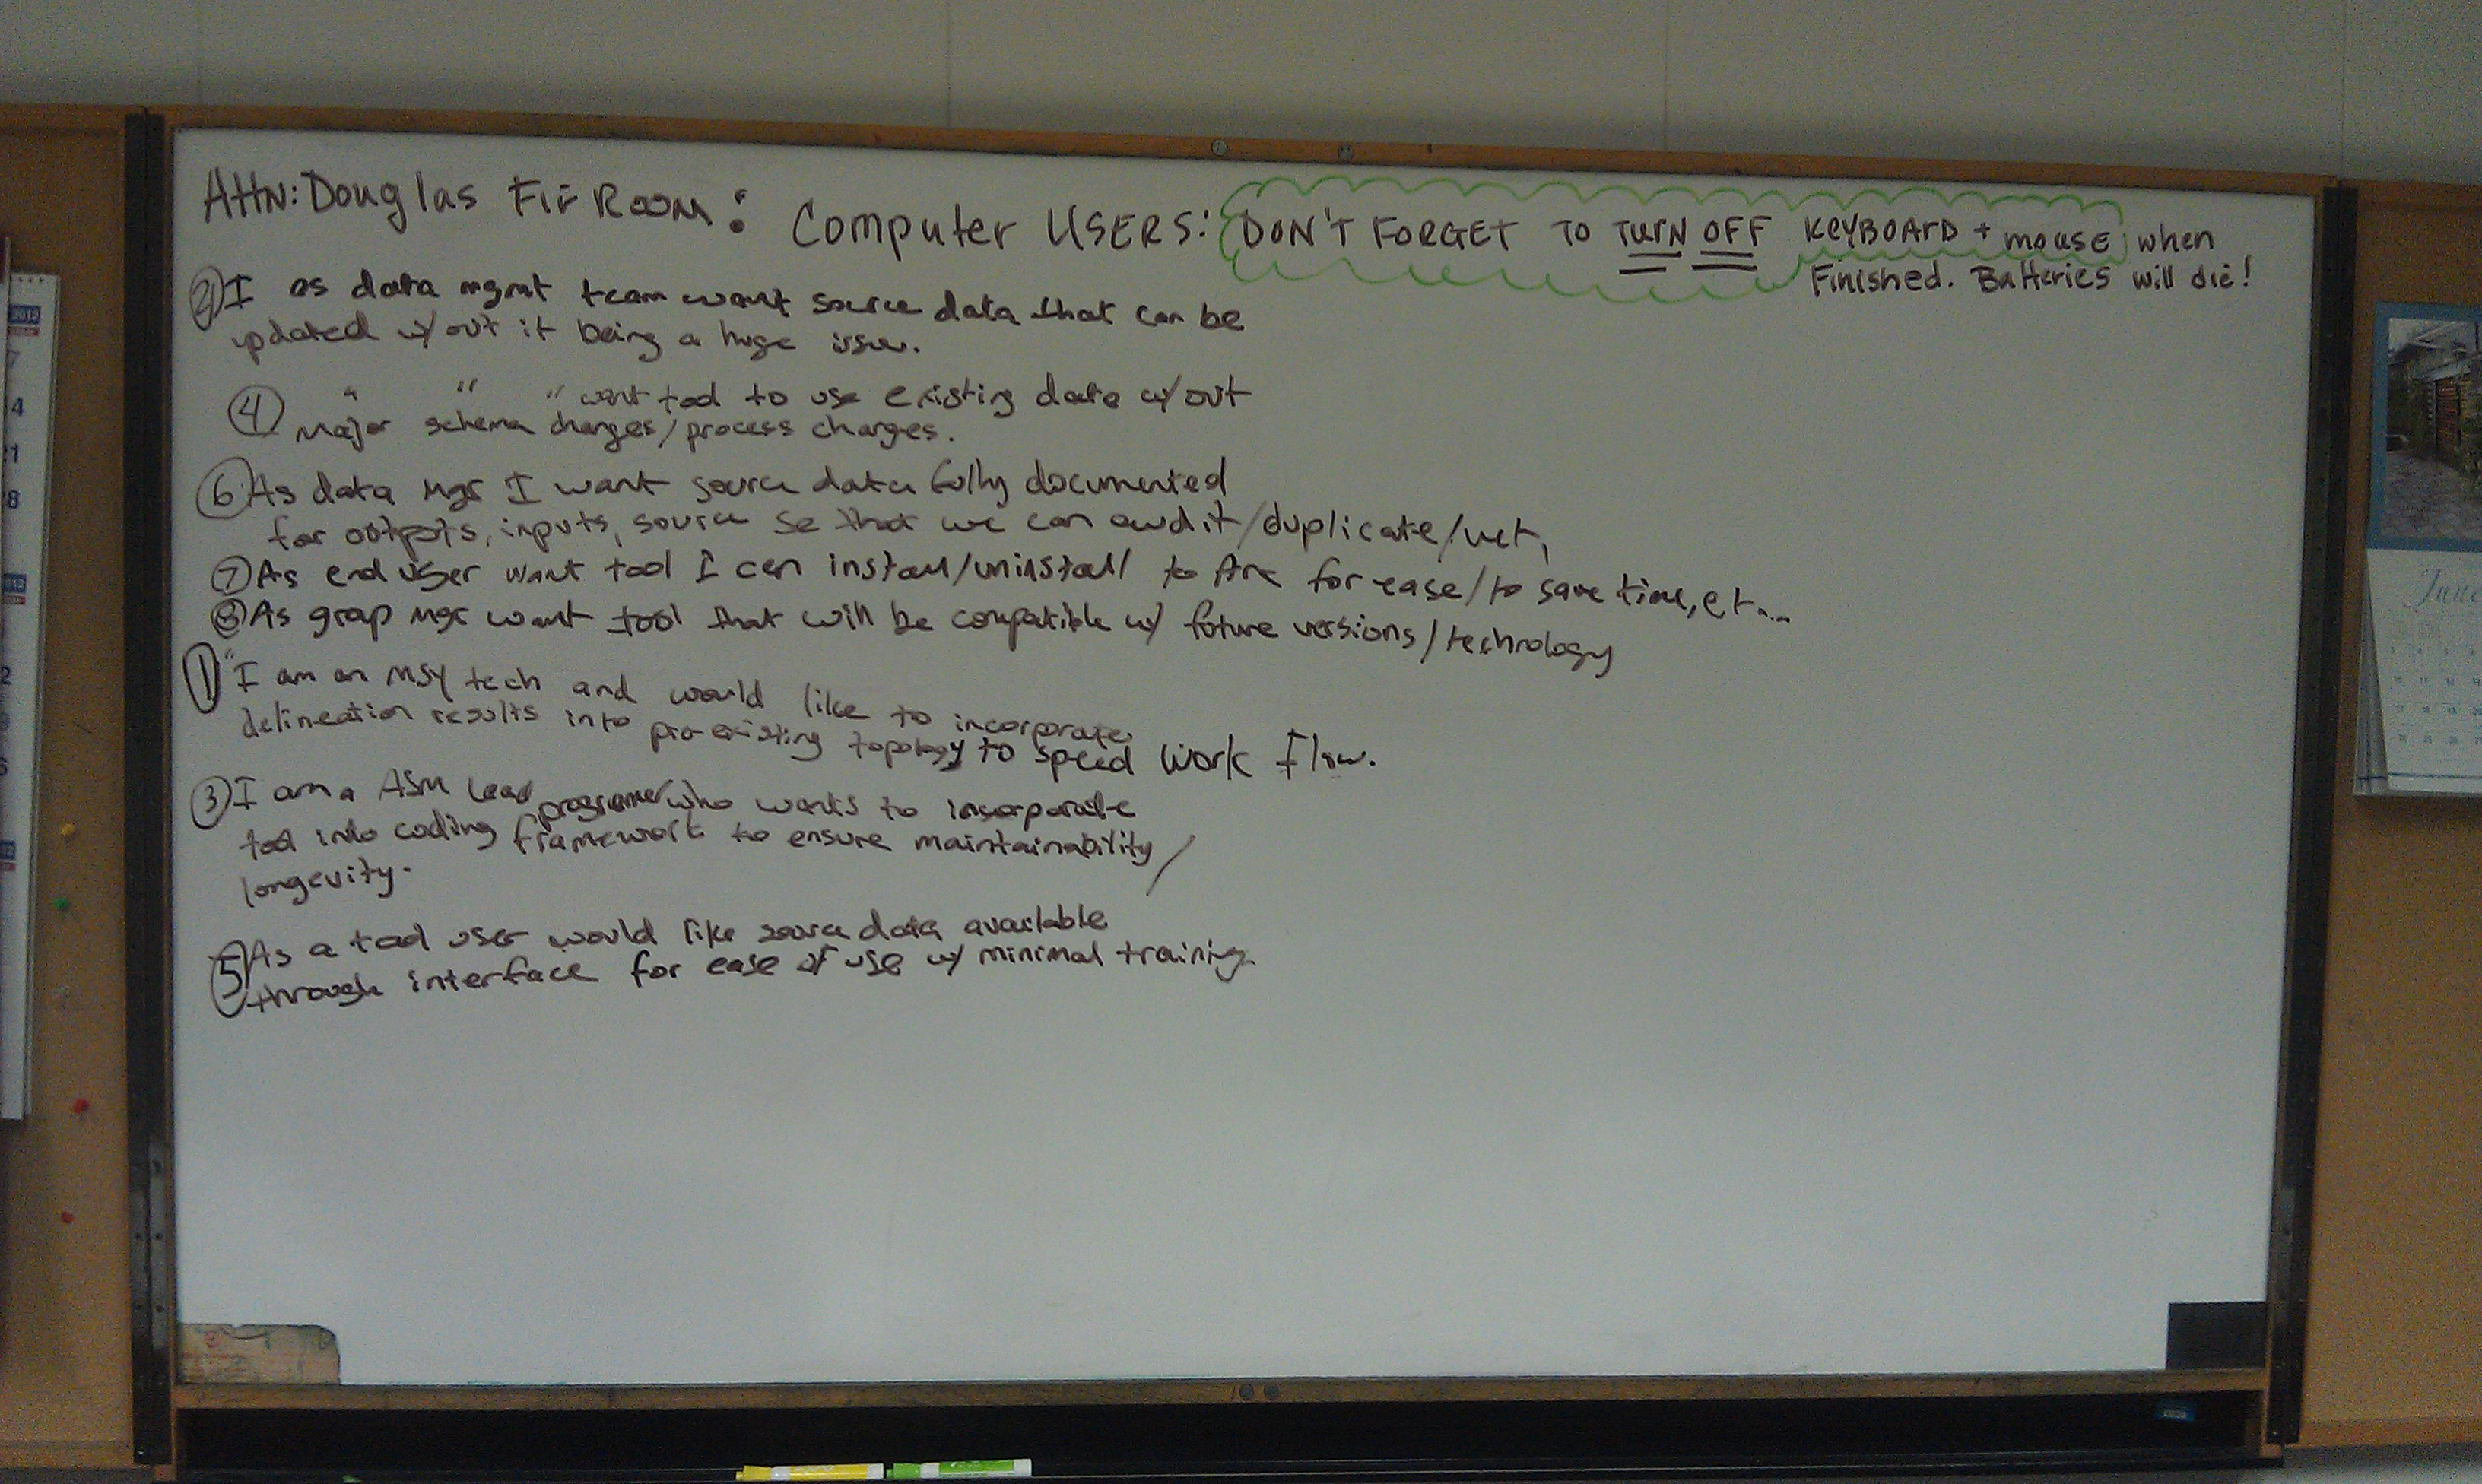 Attn: Douglas Fir Room: Computer USERS: DON'T FORGET TO TURN OFF KEYBOARD + mouse when
Finished. Batteries will die!
② I as data mgmt team want source data that can be
updated w/out it being a huge issue.
④ " " " want tool to use existing data w/out
major schema changes/process changes.
⑥ As data mgr I want source data fully documented
for outputs, inputs, source so that we can audit/duplicate/vet,
⑦ As end user want tool I can install/uninstall to Arc for ease/to save time, et...
⑧ As group mgr want tool that will be compatible w/ future versions/technology
① "I am an MSY tech and would like to incorporate
delineation results into pre-existing topology to speed work flow.
③ I am a ASM Lead programmer who wants to incorporate
tool into coding framework to ensure maintainability/
longevity.
⑤ As a tool user would like source data available
through interface for ease of use w/ minimal training.
2012
7
4
8
2012
June